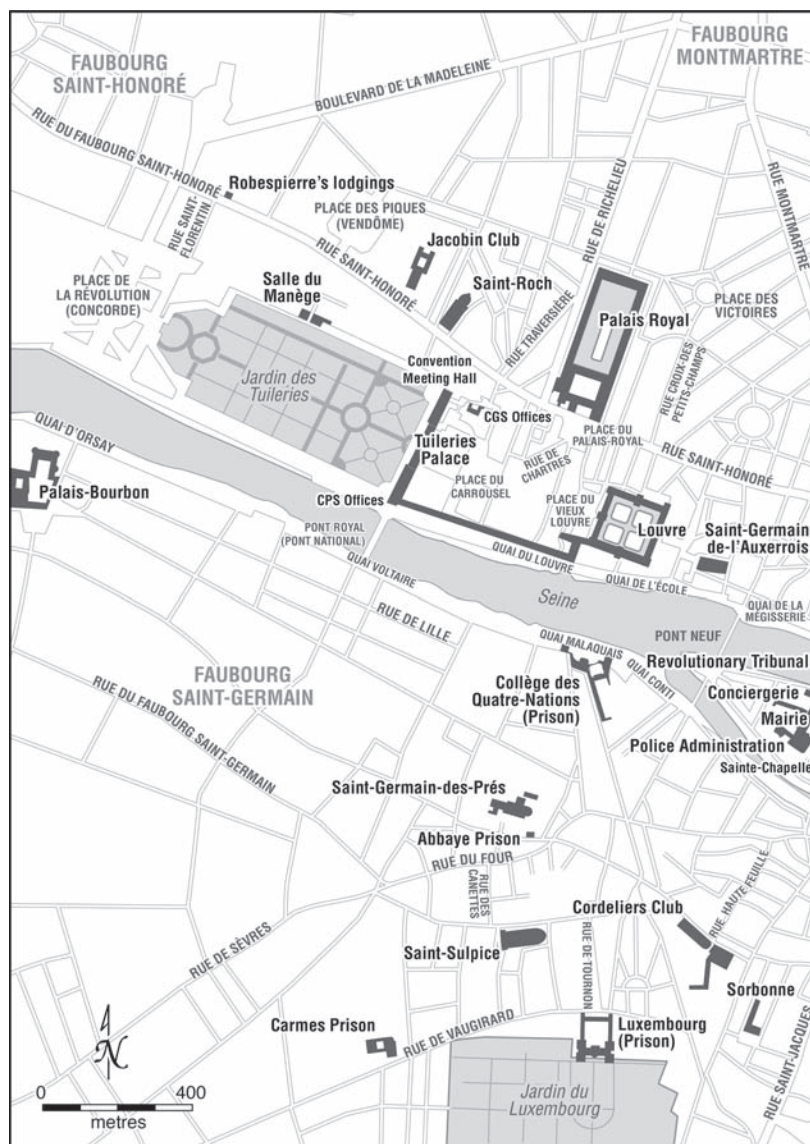 FAUBOURG
SAINT-HONORÉ
FAUBOURG
MONTMARTRE
BOULEVARD DE LA MADELEINE
RUE DU FAUBOURG SAINT-HONORÉ
Robespierre's lodgings
RUE SAINT-
FLORENTIN
PLACE DES PIQUES
(VENDÔME)
RUE DE RICHELIEU
RUE MONTMARTRE
Jacobin Club
RUE SAINT-HONORÉ
Saint-Roch
PLACE DE
LA RÉVOLUTION
(CONCORDE)
Salle du
Manège
PLACE DES
VICTOIRES
Palais Royal
RUE TRAVERSIÈRE
Convention
Meeting Hall
Jardin des
Tuileries
RUE CROIX-DES
PETITS-CHAMPS
CGS Offices
QUAI D'ORSAY
Tuileries
Palace
PLACE DU
PALAIS-ROYAL
RUE DE
CHARTRES
RUE SAINT-HONORÉ
Palais-Bourbon
CPS Offices
PLACE DU
CARROUSEL
PLACE DU
VIEUX
LOUVRE
Louvre
Saint-Germain
de-l'Auxerrois
PONT ROYAL
(PONT NATIONAL)
QUAI DU LOUVRE
QUAI VOLTAIRE
QUAI DE L'ÉCOLE
Seine
QUAI DE LA
MÉGISSERIE
RUE DE LILLE
QUAI MALAQUAIS
PONT NEUF
QUAI CONTI
Revolutionary Tribunal
FAUBOURG
SAINT-GERMAIN
Collège des
Quatre-Nations
(Prison)
Conciergerie
Mairie
RUE DU FAUBOURG SAINT-GERMAIN
Police Administration
Sainte-Chapelle
Saint-Germain-des-Prés
Abbaye Prison
RUE DU FOUR
RUE DES
CANETTES
RUE HAUTE FEUILLE
Cordeliers Club
RUE DE SÈVRES
Saint-Sulpice
RUE DE TOURNON
Sorbonne
N
Carmes Prison
RUE DE VAUGIRARD
Luxembourg
(Prison)
RUE SAINT-JACQUES
0 400
metres
Jardin du
Luxembourg